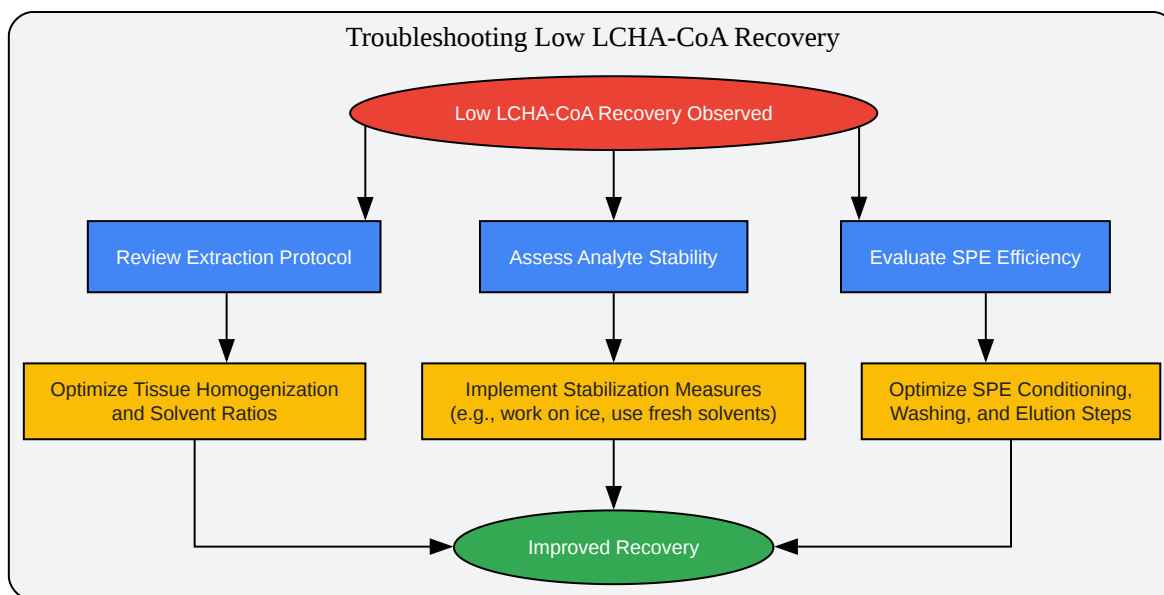 Troubleshooting Low LCHA-CoA Recovery
Low LCHA-CoA Recovery Observed
Review Extraction Protocol
Assess Analyte Stability
Evaluate SPE Efficiency
Optimize Tissue Homogenization
and Solvent Ratios
Implement Stabilization Measures
(e.g., work on ice, use fresh solvents)
Optimize SPE Conditioning,
Washing, and Elution Steps
Improved Recovery